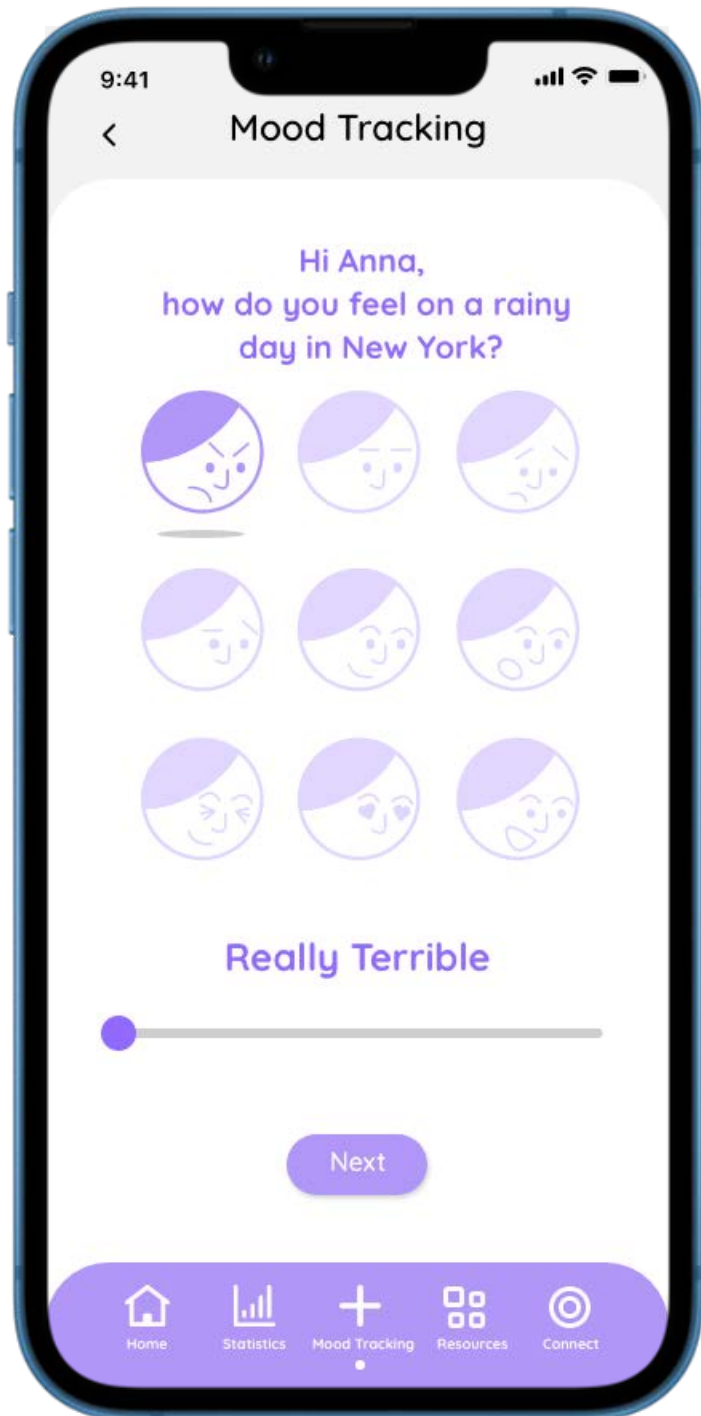 9:41
Mood Tracking
Hi Anna,
how do you feel on a rainy
day in New York?
Really Terrible
Next
Home
Statistics
Mood Tracking
Resources
Connect